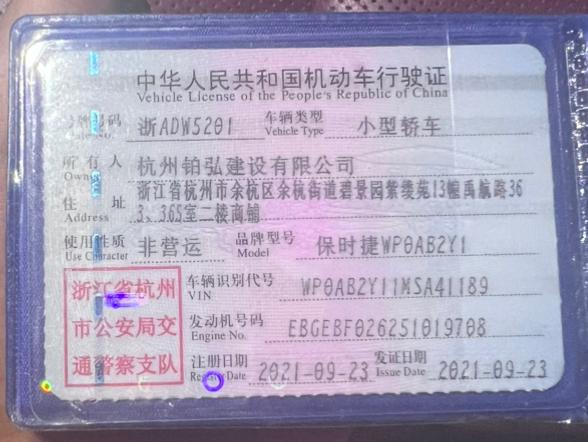 中华人民共和国机动车行驶证
Vehicle License of the People's Republic of China
号牌号码 浙ADW5201 车辆类型 Vehicle Type 小型轿车
所有人 Owner 杭州铂弘建设有限公司
住址 Address 浙江省杭州市余杭区余杭街道碧景园紫缨苑13幢禹航路36
3、365至二楼商铺
使用性质 Use Character 非营运 品牌型号 Model 保时捷WP0AB2Y1
车辆识别代号 VIN WP0AB2Y11MSA41189
发动机号码 Engine No. EBGEBF026251019708
注册日期 Register Date 2021-09-23 发证日期 Issue Date 2021-09-23
浙江省杭州
市公安局交
通警察支队